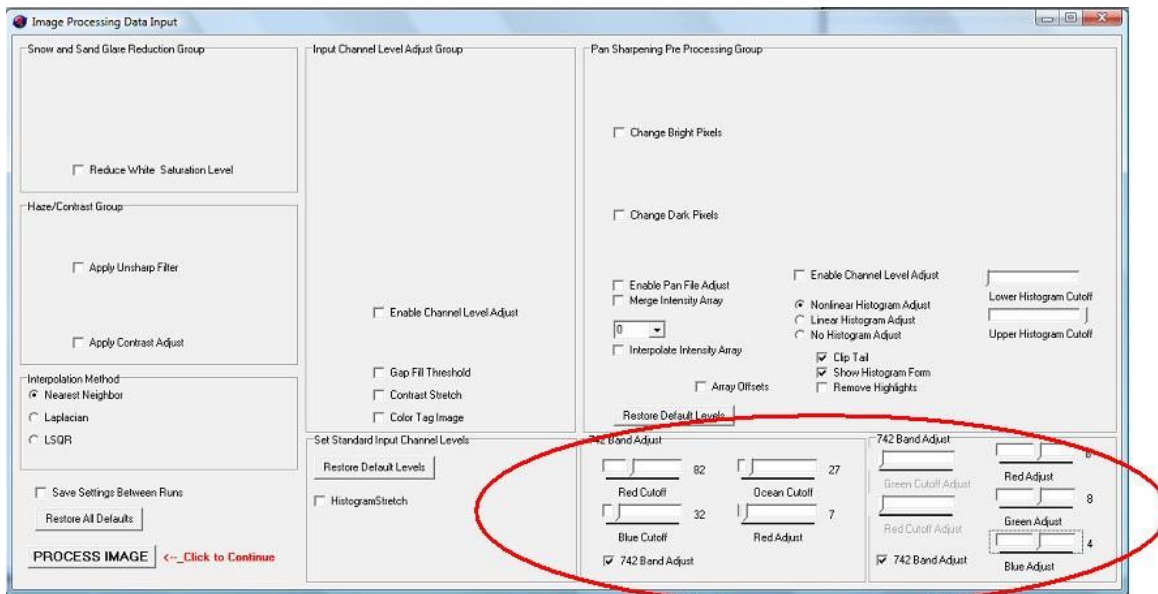 Image Processing Data Input
Snow and Sand Glare Reduction Group
Reduce White Saturation Level
Haze/Contrast Group
Apply Unsharp Filter
Apply Contrast Adjust
Interpolation Method
Nearest Neighbor
Laplacian
LSQR
Save Settings Between Runs
Restore All Defaults
PROCESS IMAGE <--_Click to Continue
Input Channel Level Adjust Group
Enable Channel Level Adjust
Gap Fill Threshold
Contrast Stretch
Color Tag Image
Set Standard Input Channel Levels
Restore Default Levels
HistogramStretch
Pan Sharpening Pre Processing Group
Change Bright Pixels
Change Dark Pixels
Enable Pan File Adjust
Merge Intensity Array
0
Interpolate Intensity Array
Array Offsets
Restore Default Levels
Enable Channel Level Adjust
Nonlinear Histogram Adjust
Linear Histogram Adjust
No Histogram Adjust
Clip Tail
Show Histogram Form
Remove Highlights
Lower Histogram Cutoff
Upper Histogram Cutoff
742 Band Adjust
82
Red Cutoff
27
Ocean Cutoff
32
Blue Cutoff
7
Red Adjust
742 Band Adjust
742 Band Adjust
Green Cutoff Adjust
Red Cutoff Adjust
742 Band Adjust
Red Adjust
8
Green Adjust
4
Blue Adjust